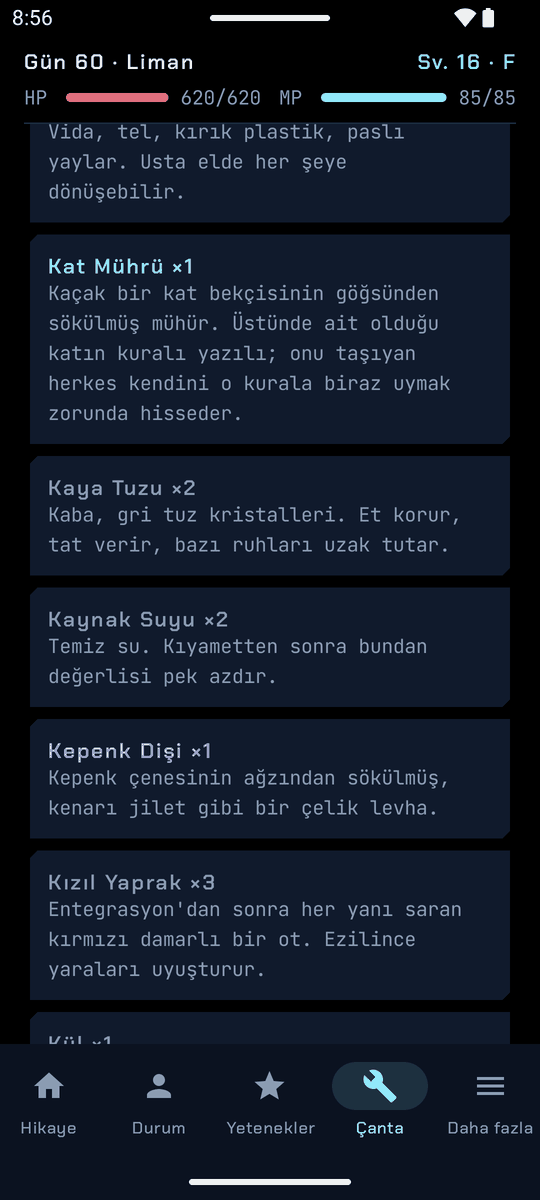 8:56
Gün 60 · Liman
Sv. 16 · F
HP 620/620 MP 85/85
Vida, tel, kırık plastik, paslı
yaylar. Usta elde her şeye
dönüşebilir.
Kat Mührü ×1
Kaçak bir kat bekçisinin göğsünden
sökülmüş mühür. Üstünde ait olduğu
katın kuralı yazılı; onu taşıyan
herkes kendini o kurala biraz uymak
zorunda hisseder.
Kaya Tuzu ×2
Kaba, gri tuz kristalleri. Et korur,
tat verir, bazı ruhları uzak tutar.
Kaynak Suyu ×2
Temiz su. Kıyametten sonra bundan
değerlisi pek azdır.
Kepenk Dişi ×1
Kepenk çenesinin ağzından sökülmüş,
kenarı jilet gibi bir çelik levha.
Kızıl Yaprak ×3
Entegrasyon'dan sonra her yanı saran
kırmızı damarlı bir ot. Ezilince
yaraları uyuşturur.
Kül ×1
Hikaye
Durum
Yetenekler
Çanta
Daha fazla